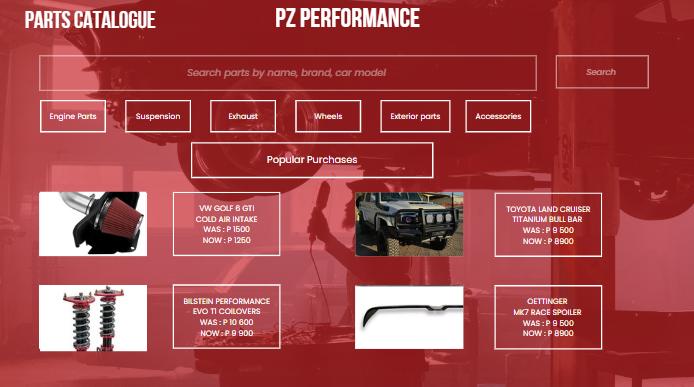 PARTS CATALOGUE
PZ PERFORMANCE
Search parts by name, brand, car model
Search
Engine Parts
Suspension
Exhaust
Wheels
Exterior parts
Accessories
Popular Purchases
VW GOLF 6 GTI
COLD AIR INTAKE
WAS : P 1500
NOW : P 1250
TOYOTA LAND CRUISER
TITANIUM BULL BAR
WAS : P 9 500
NOW : P 8900
BILSTEIN PERFORMANCE
EVO T1 COILOVERS
WAS : P 10 600
NOW : P 9 900
OETTINGER
MK7 RACE SPOILER
WAS : P 9 500
NOW : P 8900